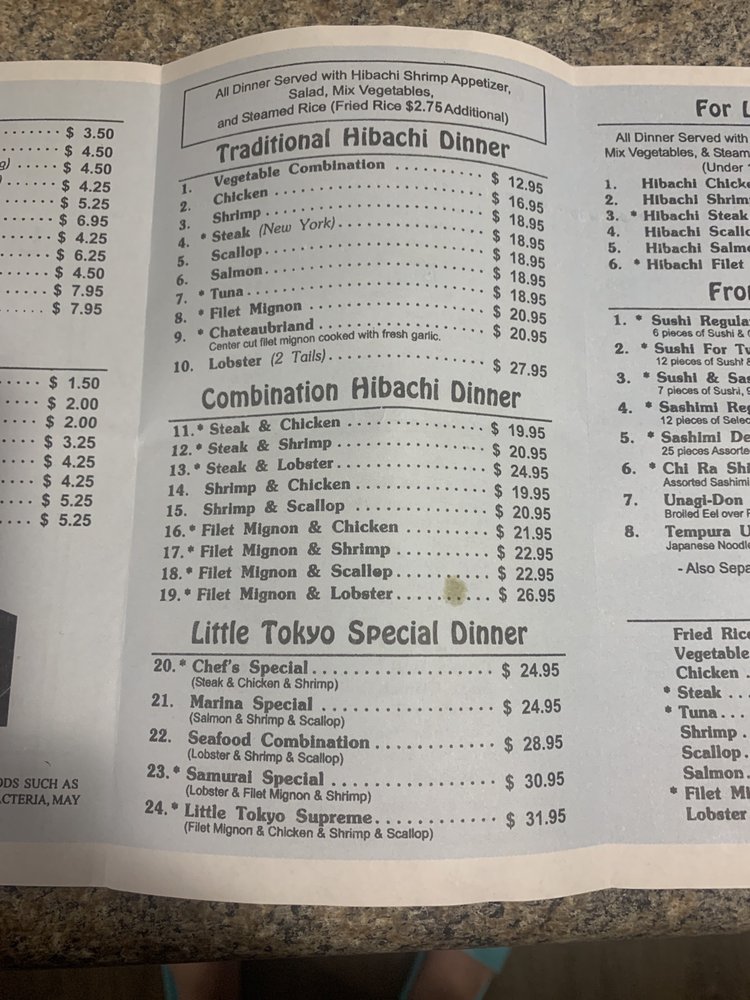 $ 3.50
$ 4.50
g) $ 4.50
) $ 4.25
$ 5.25
$ 6.95
$ 4.25
$ 6.25
$ 4.50
$ 7.95
$ 7.95
$ 1.50
$ 2.00
$ 2.00
$ 3.25
$ 4.25
$ 4.25
$ 5.25
$ 5.25
ODS SUCH AS
ACTERIA, MAY
All Dinner Served with Hibachi Shrimp Appetizer,
Salad, Mix Vegetables,
and Steamed Rice (Fried Rice $2.75 Additional)
Traditional Hibachi Dinner
1. Vegetable Combination $ 12.95
2. Chicken $ 16.95
3. Shrimp $ 18.95
4. * Steak (New York) $ 18.95
5. Scallop $ 18.95
6. Salmon $ 18.95
7. * Tuna $ 18.95
8. * Filet Mignon $ 20.95
9. * Chateaubriand $ 20.95
Center cut filet mignon cooked with fresh garlic.
10. Lobster (2 Tails) $ 27.95
Combination Hibachi Dinner
11. * Steak & Chicken $ 19.95
12. * Steak & Shrimp $ 20.95
13. * Steak & Lobster $ 24.95
14. Shrimp & Chicken $ 19.95
15. Shrimp & Scallop $ 20.95
16. * Filet Mignon & Chicken $ 21.95
17. * Filet Mignon & Shrimp $ 22.95
18. * Filet Mignon & Scallop $ 22.95
19. * Filet Mignon & Lobster $ 26.95
Little Tokyo Special Dinner
20. * Chef's Special $ 24.95
(Steak & Chicken & Shrimp)
21. Marina Special $ 24.95
(Salmon & Shrimp & Scallop)
22. Seafood Combination $ 28.95
(Lobster & Shrimp & Scallop)
23. * Samurai Special $ 30.95
(Lobster & Filet Mignon & Shrimp)
24. * Little Tokyo Supreme $ 31.95
(Filet Mignon & Chicken & Shrimp & Scallop)
For L
All Dinner Served with
Mix Vegetables, & Steam
(Under
1. Hibachi Chick
2. Hibachi Shrim
3. * Hibachi Steak
4. Hibachi Scallo
5. Hibachi Salmo
6. * Hibachi Filet
Fro
1. * Sushi Regula
6 pieces of Sushi &
2. * Sushi For Tw
12 pieces of Sushi &
3. * Sushi & Sas
7 pieces of Sushi, 9
4. * Sashimi Reg
12 pieces of Selec
5. * Sashimi De
25 pieces Assorte
6. * Chi Ra Shi
Assorted Sashimi
7. Unagi-Don
Broiled Eel over
8. Tempura U
Japanese Noodle
- Also Sepa
Fried Rice
Vegetable
Chicken
* Steak
* Tuna
Shrimp
Scallop
Salmon
* Filet Mi
Lobster